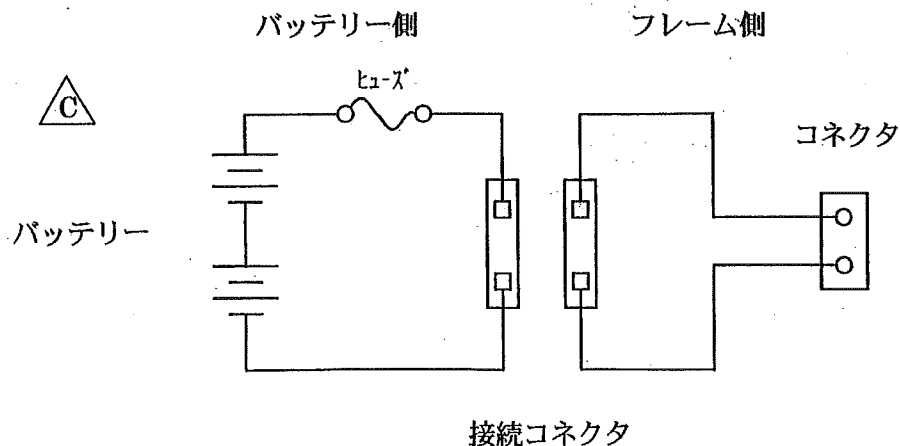 バッテリー側
フレーム側
ﾋｭｰｽﾞ
C
コネクタ
バッテリー
接続コネクタ